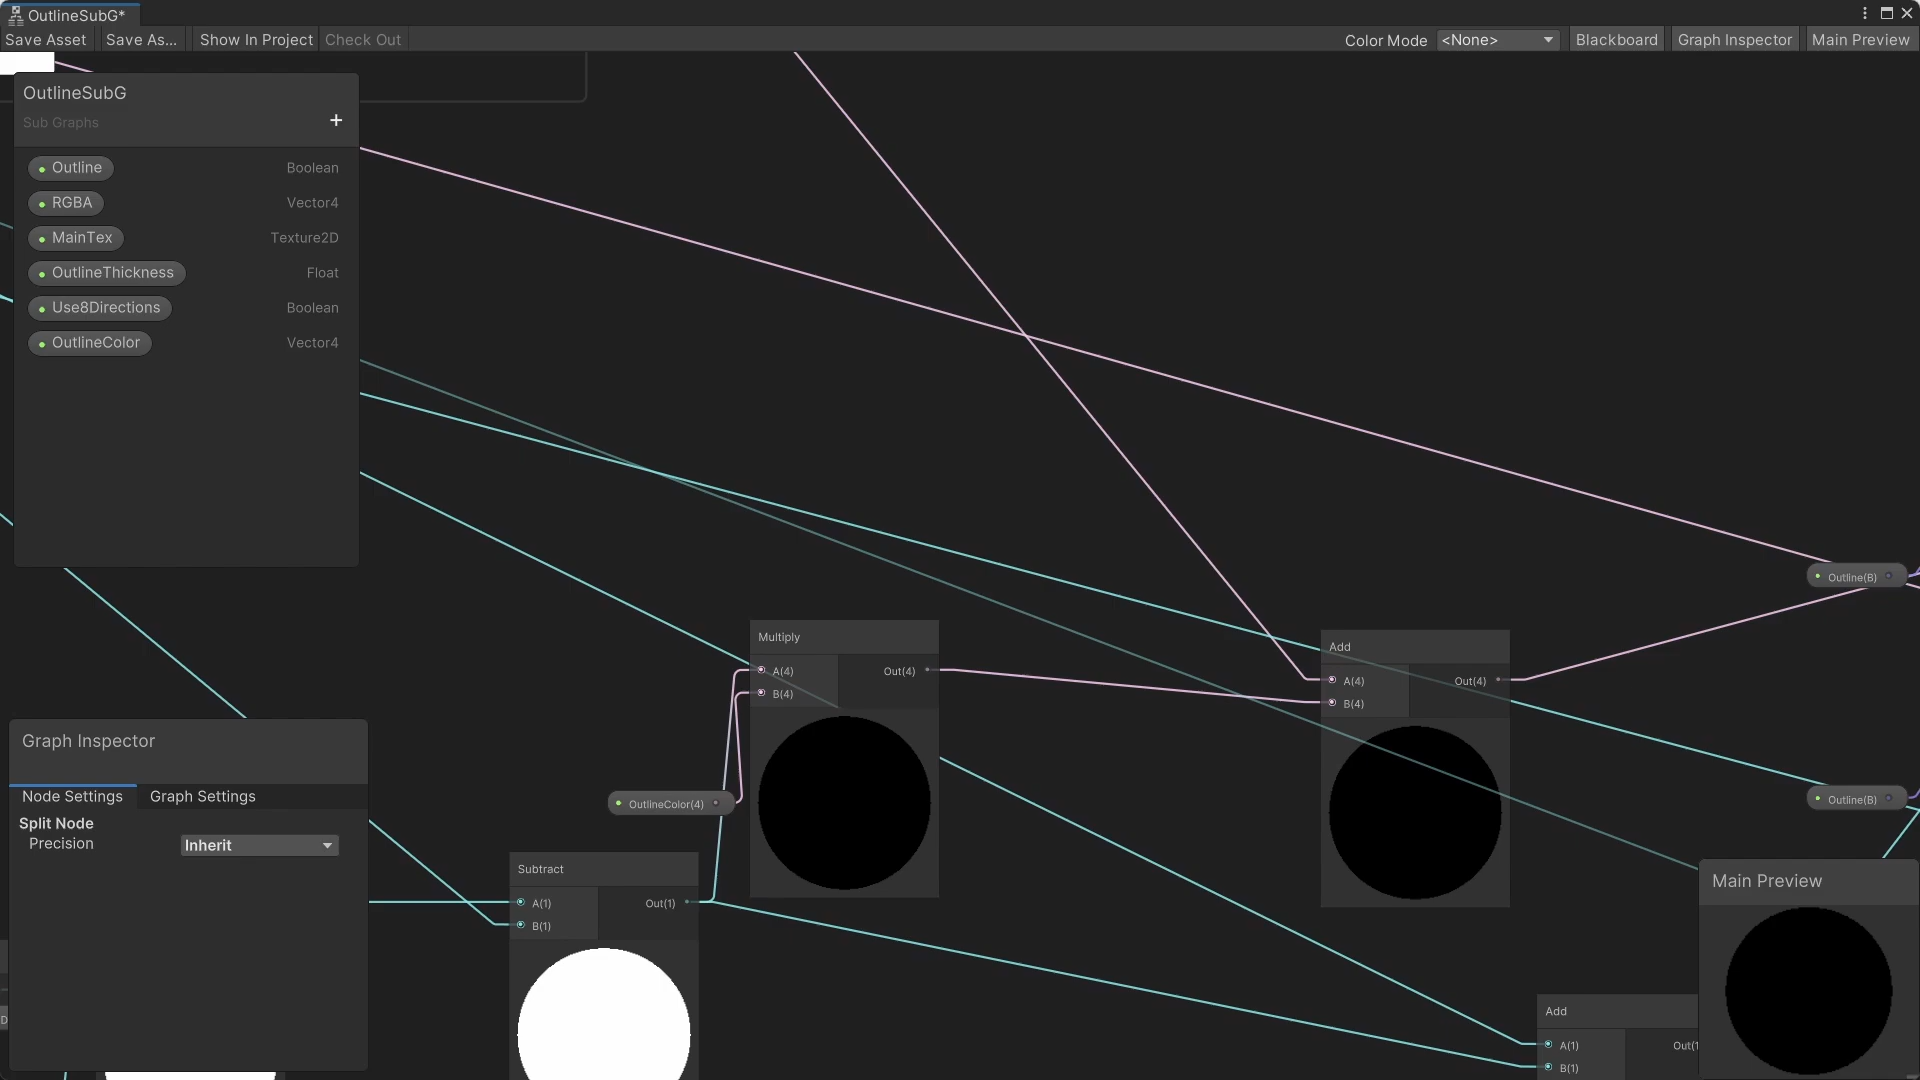 OutlineSubG*
Save Asset
Save As...
Show In Project
Check Out
Color Mode
<None>
Blackboard
Graph Inspector
Main Preview
OutlineSubG
Sub Graphs
+
Outline Boolean
RGBA Vector4
MainTex Texture2D
OutlineThickness Float
Use8Directions Boolean
OutlineColor Vector4
Outline(B)
Multiply
A(4) Out(4)
B(4)
Add
A(4) Out(4)
B(4)
Graph Inspector
Node Settings Graph Settings
Split Node
Precision Inherit
OutlineColor(4)
Outline(B)
Subtract
A(1) Out(1)
B(1)
Main Preview
Add
A(1) Out(1
B(1)
D